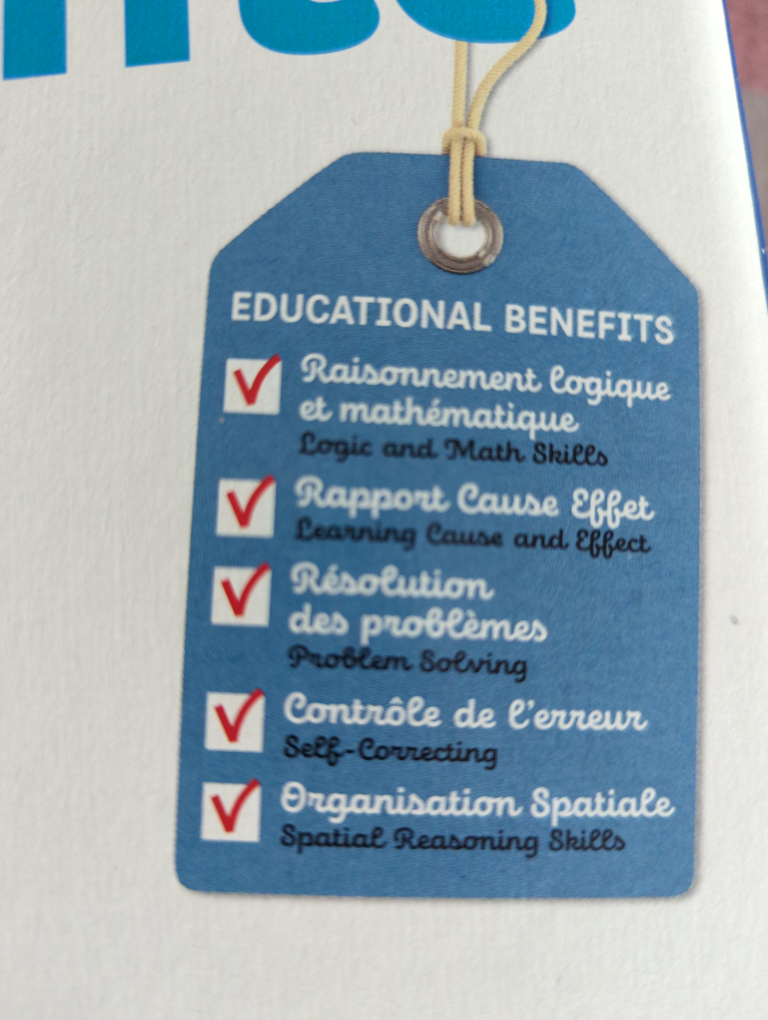 EDUCATIONAL BENEFITS
Raisonnement logique
et mathématique
Logic and Math Skills
Rapport Cause Effet
Learning Cause and Effect
Résolution
des problèmes
Problem Solving
Contrôle de l'erreur
Self-Correcting
Organisation Spatiale
Spatial Reasoning Skills